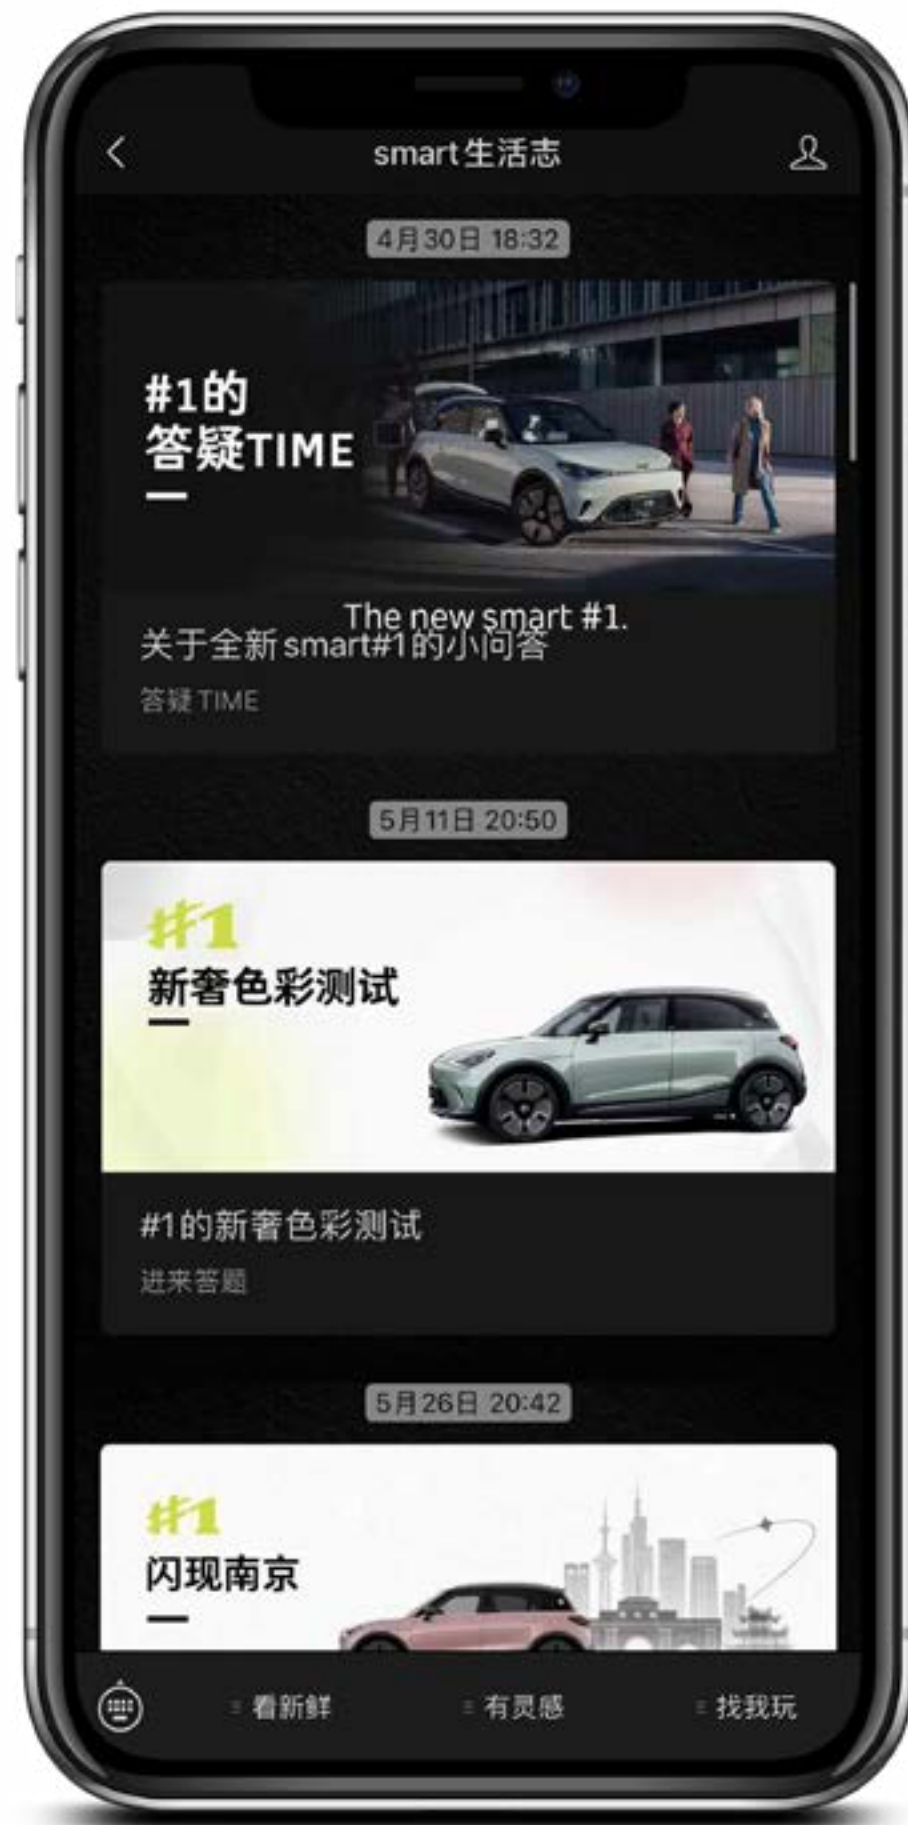 smart生活志
4月30日 18:32
#1的
答疑TIME
The new smart #1.
关于全新smart#1的小问答
答疑TIME
5月11日 20:50
#1
新奢色彩测试
#1的新奢色彩测试
进来答题
5月26日 20:42
#1
闪现南京
看新鲜
有灵感
找我玩